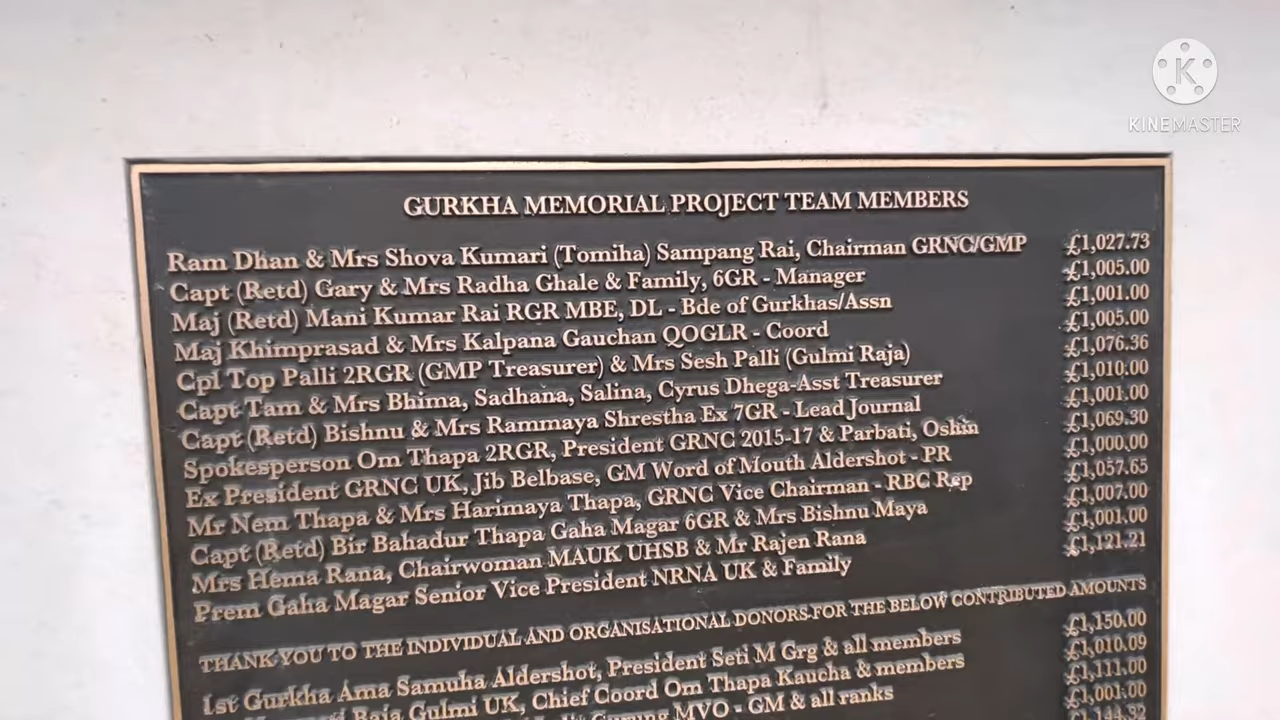 K
KINEMASTER
GURKHA MEMORIAL PROJECT TEAM MEMBERS
Ram Dhan & Mrs Shova Kumari (Tomiha) Sampang Rai, Chairman GRNC/GMP £1,027.73
Capt (Retd) Gary & Mrs Radha Ghale & Family, 6GR - Manager £1,005.00
Maj (Retd) Mani Kumar Rai RGR MBE, DL - Bde of Gurkhas/Assn £1,001.00
Maj Khimprasad & Mrs Kalpana Gauchan QOGLR - Coord £1,005.00
Cpl Top Palli 2RGR (GMP Treasurer) & Mrs Sesh Palli (Gulmi Raja) £1,076.36
Capt Tam & Mrs Bhima, Sadhana, Salina, Cyrus Dhega-Asst Treasurer £1,010.00
Capt (Retd) Bishnu & Mrs Rammaya Shrestha Ex 7GR - Lead Journal £1,001.00
Spokesperson Om Thapa 2RGR, President GRNC 2015-17 & Parbati, Oshin £1,069.30
Ex President GRNC UK, Jib Belbase, GM Word of Mouth Aldershot - PR £1,000.00
Mr Nem Thapa & Mrs Harimaya Thapa, GRNC Vice Chairman - RBC Rep £1,057.65
Capt (Retd) Bir Bahadur Thapa Gaha Magar 6GR & Mrs Bishnu Maya £1,007.00
Mrs Hema Rana, Chairwoman MAUK UHSB & Mr Rajen Rana £1,001.00
Prem Gaha Magar Senior Vice President NRNA UK & Family £1,121.21
THANK YOU TO THE INDIVIDUAL AND ORGANISATIONAL DONORS FOR THE BELOW CONTRIBUTED AMOUNTS
1st Gurkha Ama Samuha Aldershot, President Seti M Grg & all members £1,150.00
Raja Gulmi UK, Chief Coord Om Thapa Kaucha & members £1,010.09
Gurung MVO - GM & all ranks £1,111.00
£1,001.00